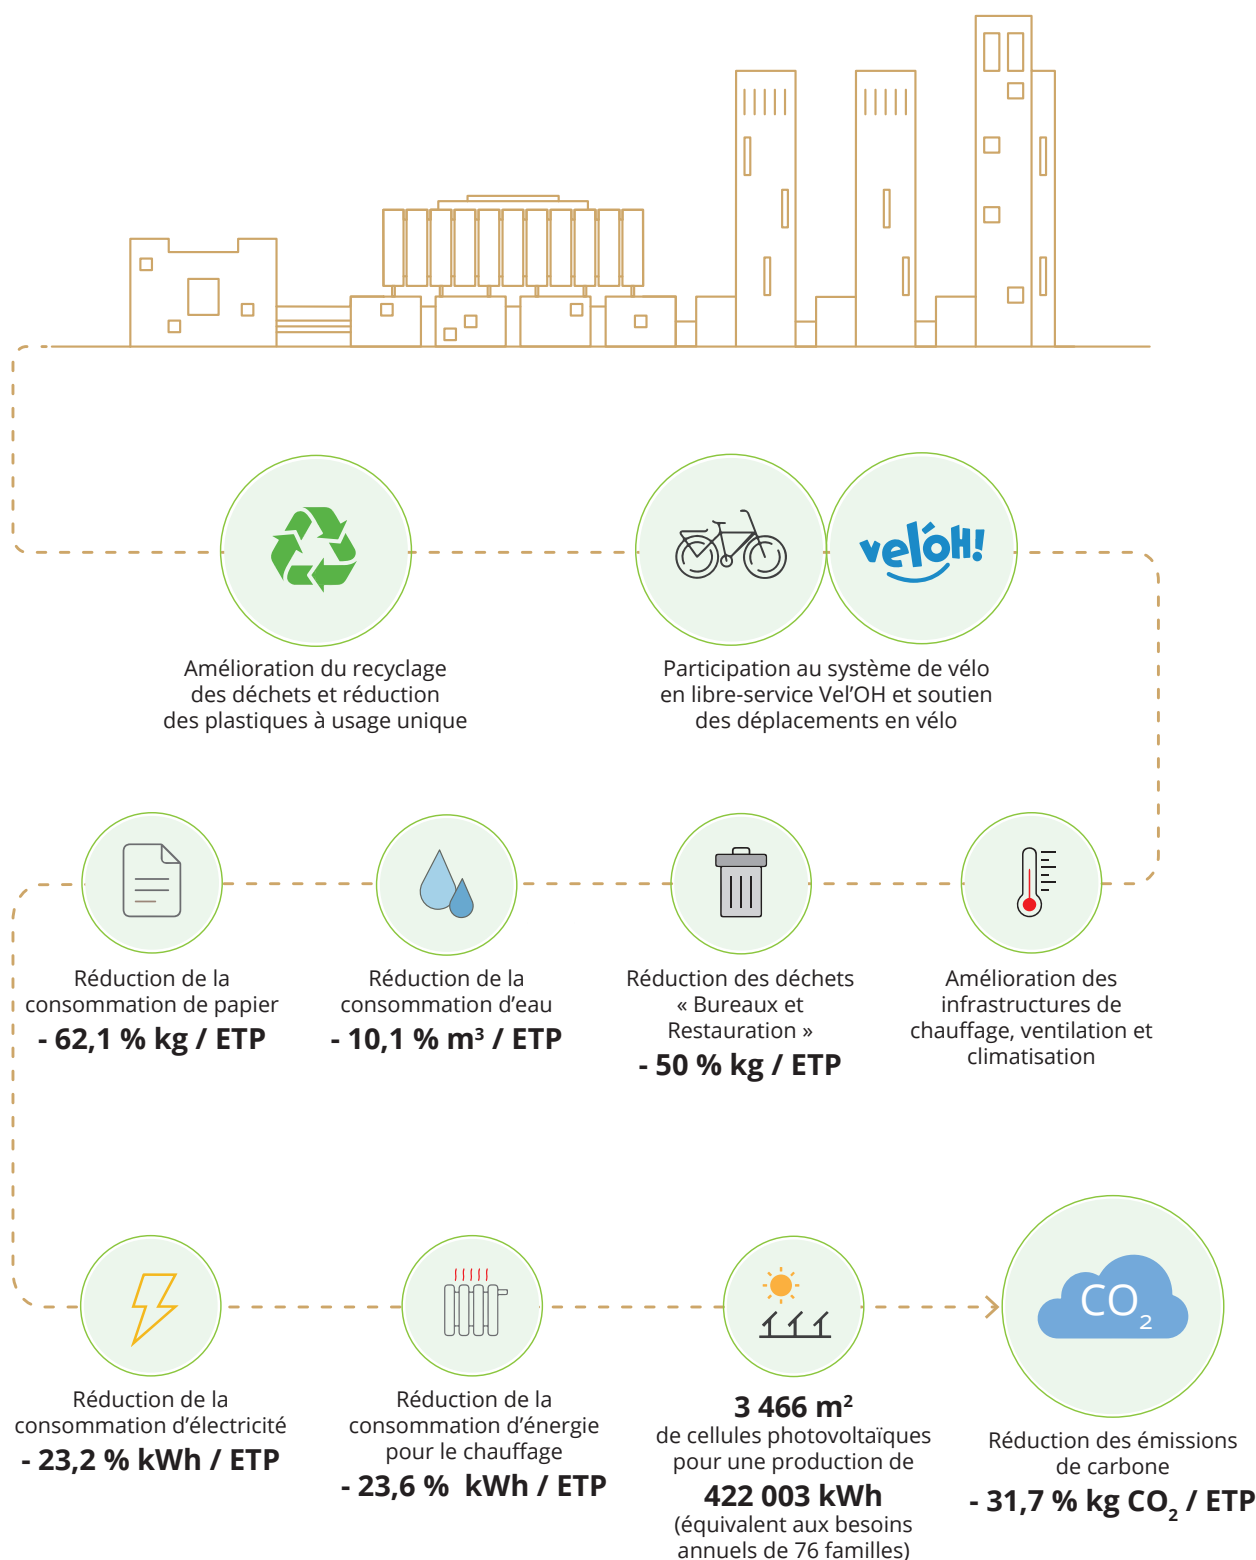 vel'OH!
Amélioration du recyclage
des déchets et réduction
des plastiques à usage unique
Participation au système de vélo
en libre-service Vel'OH et soutien
des déplacements en vélo
Réduction de la
consommation de papier
- 62,1 % kg / ETP
Réduction de la
consommation d'eau
- 10,1 % m³ / ETP
Réduction des déchets
« Bureaux et
Restauration »
- 50 % kg / ETP
Amélioration des
infrastructures de
chauffage, ventilation et
climatisation
Réduction de la
consommation d'électricité
- 23,2 % kWh / ETP
Réduction de la
consommation d'énergie
pour le chauffage
- 23,6 % kWh / ETP
3 466 m²
de cellules photovoltaïques
pour une production de
422 003 kWh
(équivalent aux besoins
annuels de 76 familles)
CO₂
Réduction des émissions
de carbone
- 31,7 % kg CO₂ / ETP